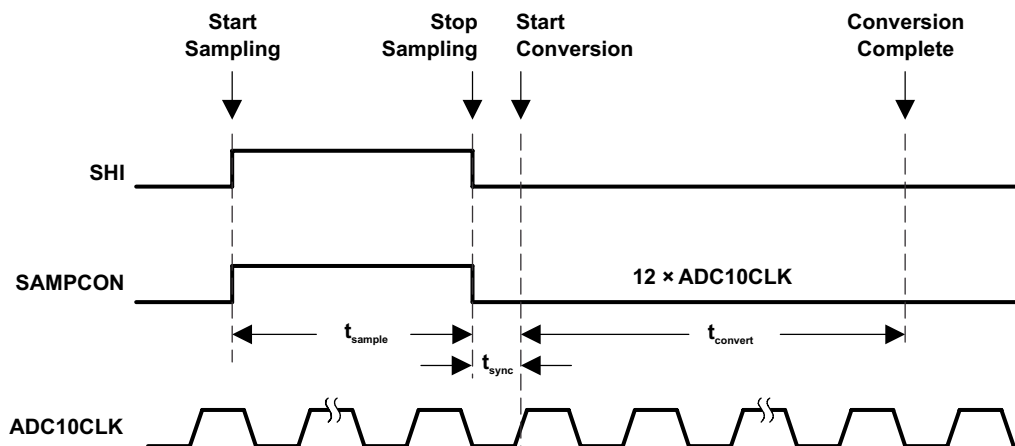 Start
Sampling
Stop
Sampling
Start
Conversion
Conversion
Complete
SHI
SAMPCON
12 × ADC10CLK
tsample
tconvert
tsync
ADC10CLK